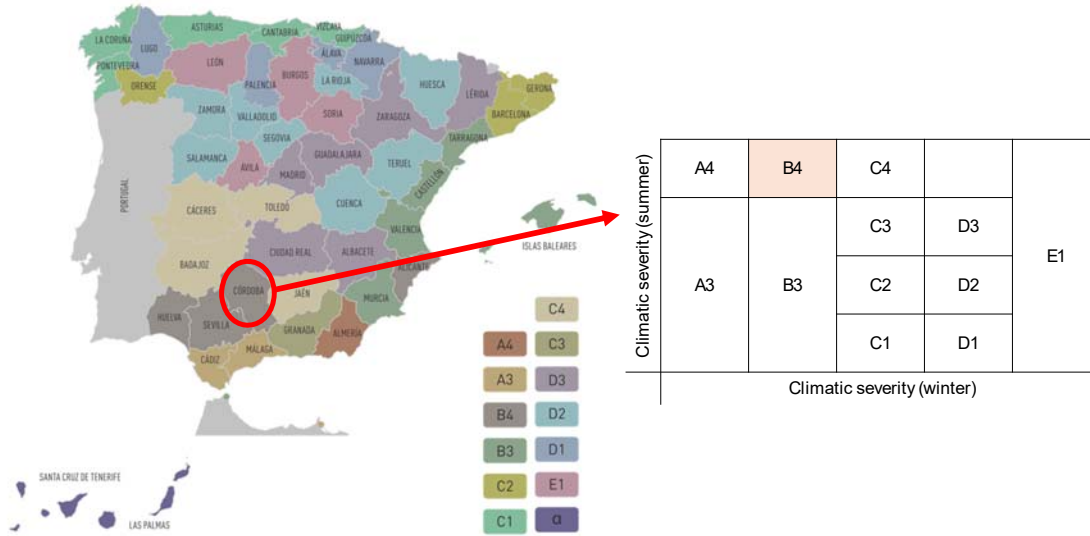 LA CORUÑA
LUGO
ASTURIAS
CANTABRIA
VIZCAYA
GUIPÚZCOA
PONTEVEDRA
ORENSE
LEÓN
PALENCIA
BURGOS
ÁLAVA
NAVARRA
LA RIOJA
HUESCA
LÉRIDA
GERONA
BARCELONA
ZAMORA
VALLADOLID
SORIA
ZARAGOZA
TARRAGONA
SEGOVIA
SALAMANCA
AVILA
MADRID
GUADALAJARA
TERUEL
CASTELLÓN
PORTUGAL
CÁCERES
TOLEDO
CUENCA
VALENCIA
ISLAS BALEARES
BADAJOZ
CIUDAD REAL
ALBACETE
ALICANTE
CÓRDOBA
JAÉN
MURCIA
HUELVA
SEVILLA
GRANADA
ALMERÍA
CÁDIZ
MÁLAGA
SANTA CRUZ DE TENERIFE
LAS PALMAS
C4
A4 C3
A3 D3
B4 D2
B3 D1
C2 E1
C1 α
Climatic severity (summer)
A4 B4 C4
C3 D3
A3 B3 C2 D2 E1
C1 D1
Climatic severity (winter)